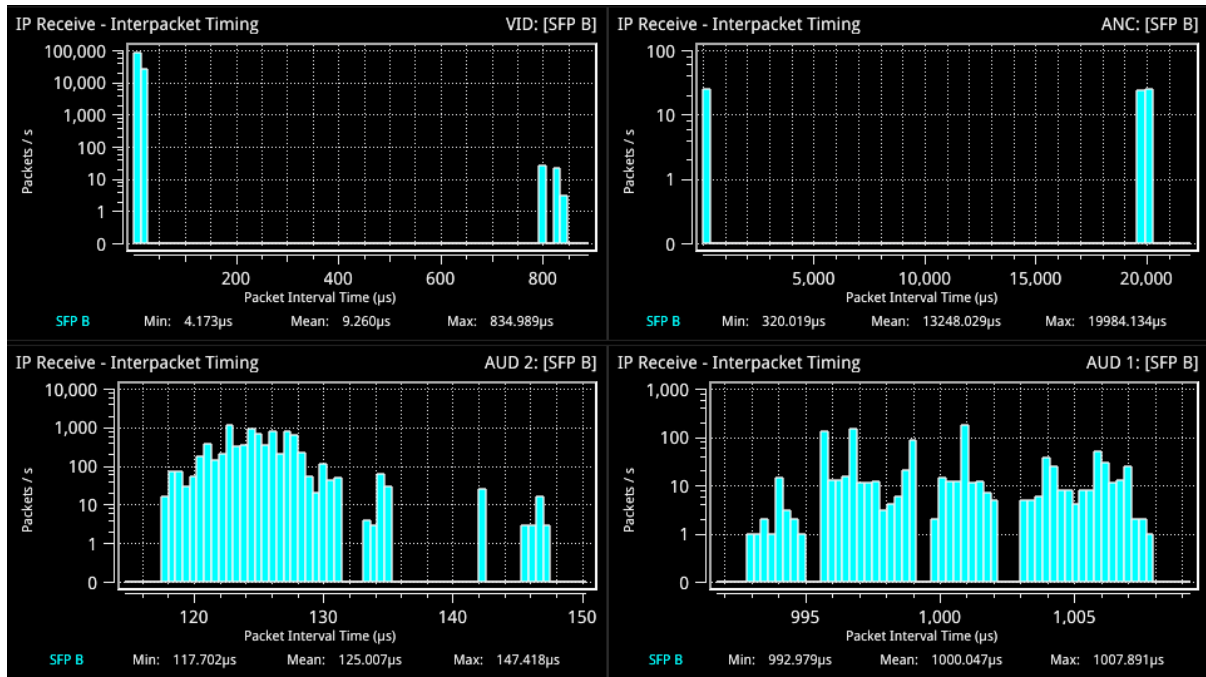 IP Receive - Interpacket Timing VID: [SFP B]
100,000
10,000
1,000
100
10
1
0
Packets / s
200 400 600 800
Packet Interval Time (µs)
SFP B Min: 4.173µs Mean: 9.260µs Max: 834.989µs
IP Receive - Interpacket Timing ANC: [SFP B]
100
10
1
0
Packets / s
5,000 10,000 15,000 20,000
Packet Interval Time (µs)
SFP B Min: 320.019µs Mean: 13248.029µs Max: 19984.134µs
IP Receive - Interpacket Timing AUD 2: [SFP B]
10,000
1,000
100
10
1
0
Packets / s
120 130 140 150
Packet Interval Time (µs)
SFP B Min: 117.702µs Mean: 125.007µs Max: 147.418µs
IP Receive - Interpacket Timing AUD 1: [SFP B]
1,000
100
10
1
0
Packets / s
995 1,000 1,005
Packet Interval Time (µs)
SFP B Min: 992.979µs Mean: 1000.047µs Max: 1007.891µs